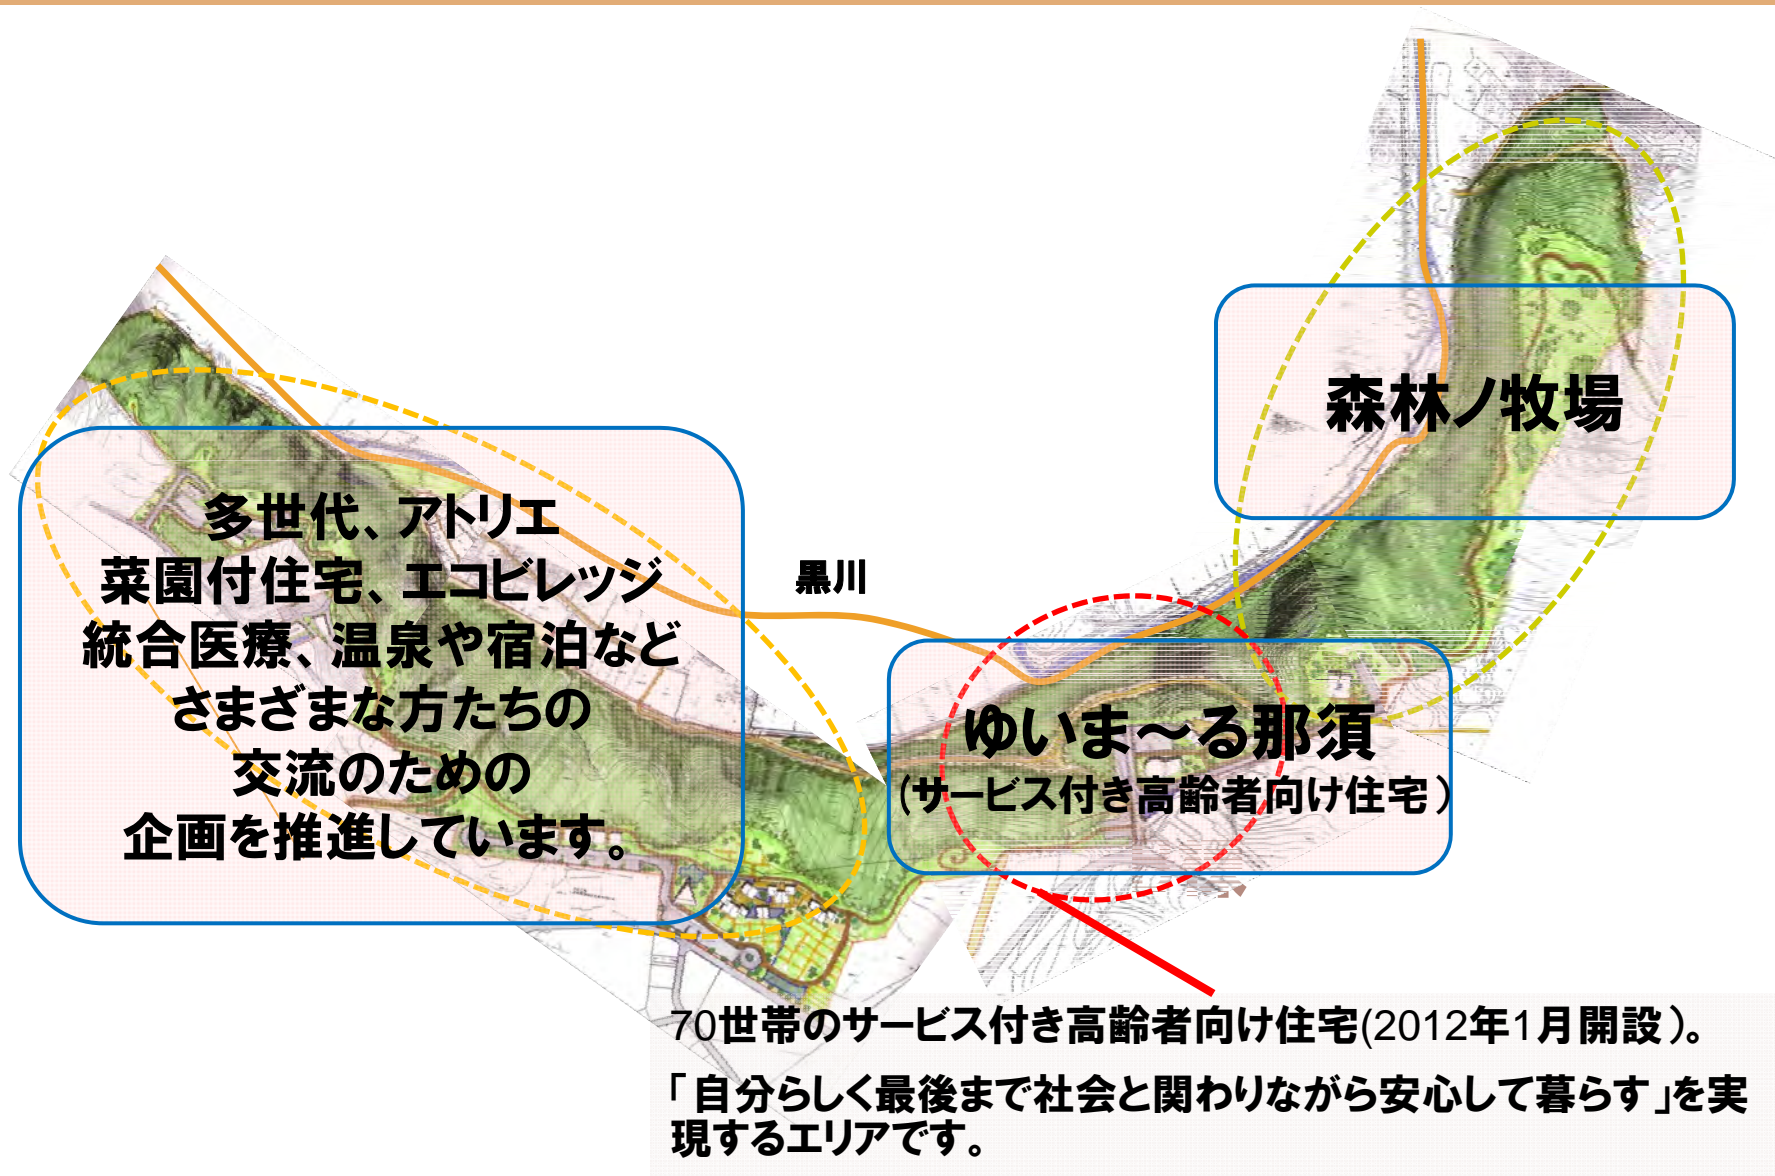 森林ノ牧場
多世代、アトリエ
菜園付住宅、エコビレッジ
統合医療、温泉や宿泊など
さまざまな方たちの
交流のための
企画を推進しています。
黒川
ゆいま～る那須
(サービス付き高齢者向け住宅)
70世帯のサービス付き高齢者向け住宅(2012年1月開設)。
「自分らしく最後まで社会と関わりながら安心して暮らす」を実
現するエリアです。